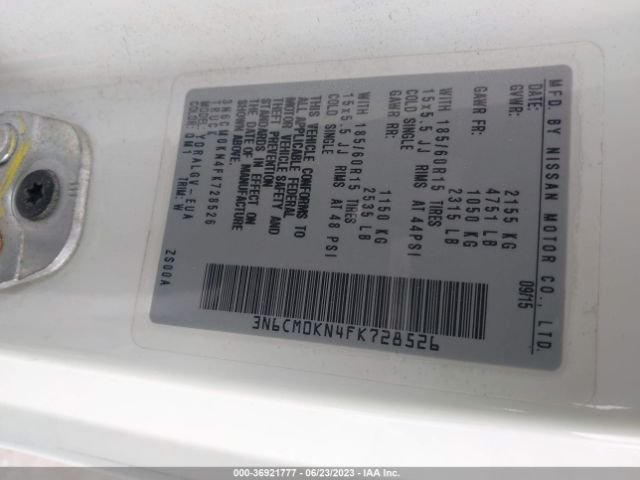 MFD. BY NISSAN MOTOR CO., LTD.
DATE: 09/15
GVWR: 2155 KG
4751 LB
GAWR FR: 1050 KG
2315 LB
WITH 185/60R15 TIRES
15x5.5 JJ RIMS AT 44PSI
COLD SINGLE
GAWR RR: 1150 KG
2535 LB
WITH 185/60R15 TIRES
15x5.5 JJ RIMS AT 48 PSI
COLD SINGLE
THIS VEHICLE CONFORMS TO
ALL APPLICABLE FEDERAL
MOTOR VEHICLE SAFETY AND
THEFT PREVENTION
STANDARDS IN EFFECT ON
THE DATE OF MANUFACTURE
SHOWN ABOVE.
3N6CM0KN4FK728526
TRUCK
MODEL:
COLOR: QM1 TRIM: W
ZS00A
3N6CM0KN4FK728526
© IAA 3-36921777 - 06/23/2023 - IAA Inc.